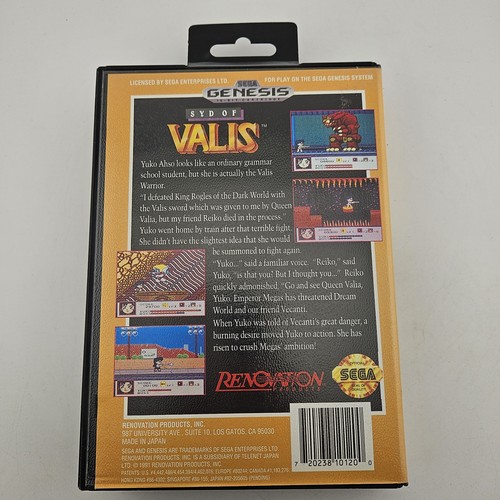 LICENSED BY SEGA ENTERPRISES LTD.
FOR PLAY ON THE SEGA GENESIS SYSTEM
SEGA
GENESIS
16-BIT CARTRIDGE
SYD OF
VALIS™
Yuko Ahso looks like an ordinary grammar
school student, but she is actually the Valis
Warrior.
"I defeated King Rogles of the Dark World with
the Valis sword which was given to me by Queen
Valia, but my friend Reiko died in the process."
Yuko went home by train after that terrible fight.
She didn't have the slightest idea that she would
be summoned to fight again.
"Yuko..." said a familiar voice. "Reiko," said
Yuko, "is that you! But I thought you..." Reiko
quickly admonished, "Go and see Queen Valia,
Yuko. Emperor Megas has threatened Dream
World and our friend Vecanti."
When Yuko was told of Vecanti's great danger, a
burning desire moved Yuko to action. She has
risen to crush Megas' ambition!
RENOVATION
PRODUCTS
SEGA
RENOVATION PRODUCTS, INC.
987 UNIVERSITY AVE., SUITE 10, LOS GATOS, CA 95030
MADE IN JAPAN
SEGA AND GENESIS ARE TRADEMARKS OF SEGA ENTERPRISES LTD.
RENOVATION PRODUCTS, INC. IS A SUBSIDIARY OF TELENET JAPAN
LTD. © 1991 RENOVATION PRODUCTS, INC.
7 20238 10120 0